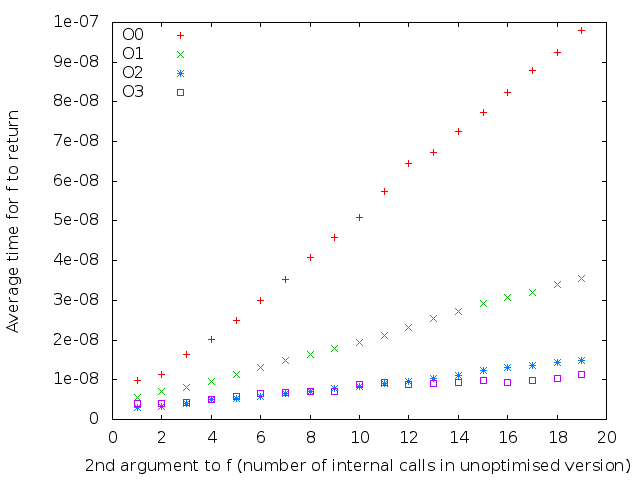 1e-07
9e-08
8e-08
7e-08
6e-08
5e-08
4e-08
3e-08
2e-08
1e-08
0
O0
O1
O2
O3
Average time for f to return
0 2 4 6 8 10 12 14 16 18 20
2nd argument to f (number of internal calls in unoptimised version)